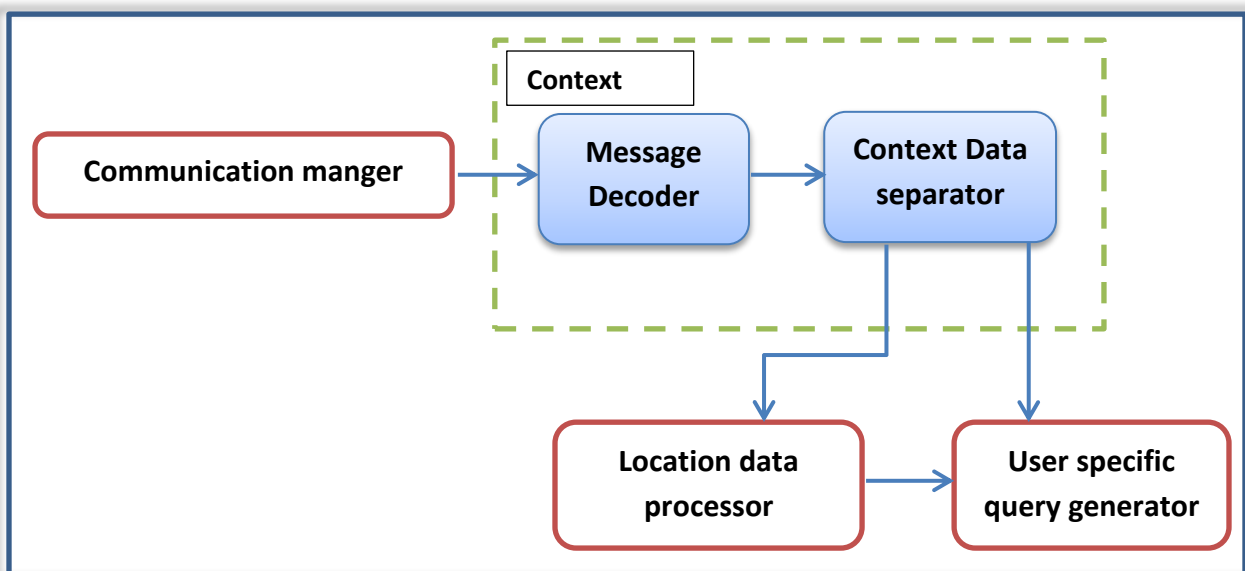 Context
Communication manger
Message
Decoder
Context Data
separator
Location data
processor
User specific
query generator